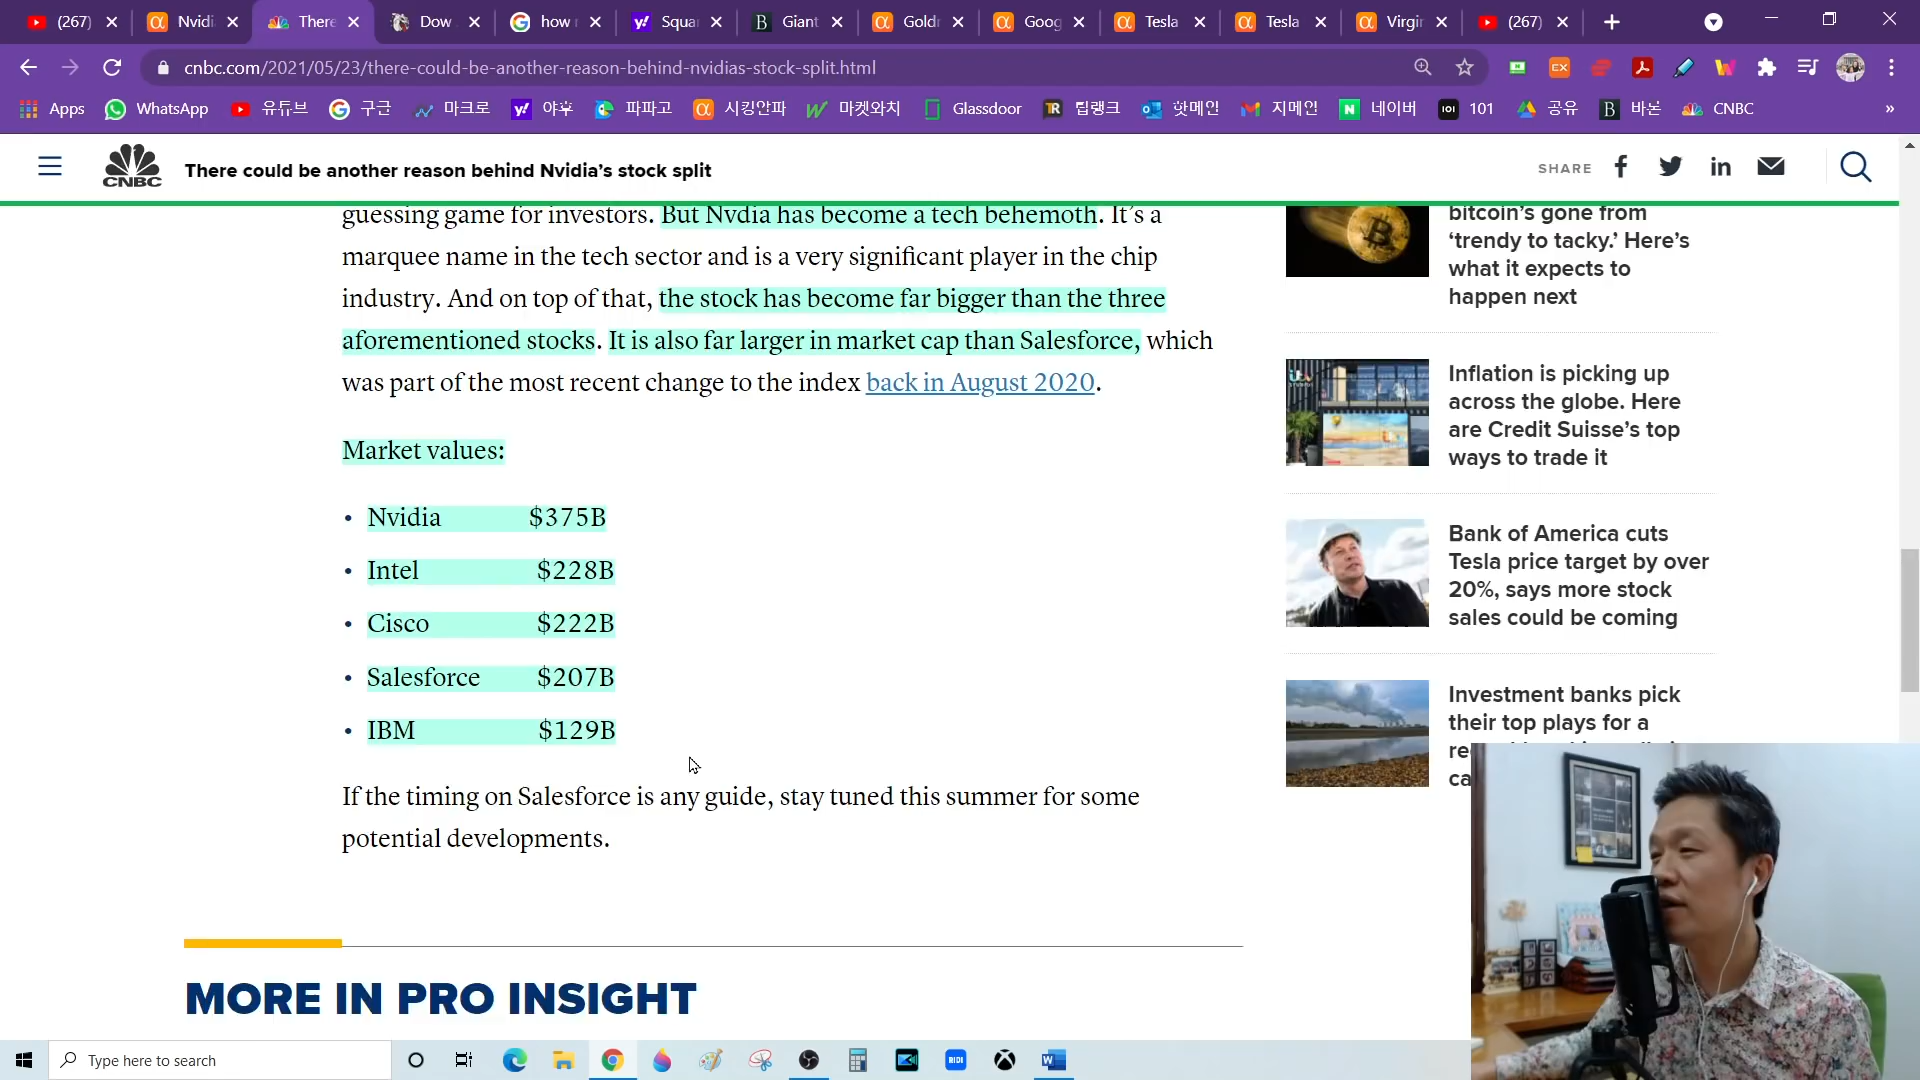 (267)
Nvidi
There
Dow
how r
Squa
Giant
Goldr
Goog
Tesla
Tesla
Virgir
(267)
cnbc.com/2021/05/23/there-could-be-another-reason-behind-nvidias-stock-split.html
EX
Apps
WhatsApp
유튜브
구글
마크로
야후
파파고
시킹안파
마켓와치
Glassdoor
TR
팁랭크
핫메인
지메인
N
네이버
101
101
공유
B
바론
CNBC
»
CNBC
There could be another reason behind Nvidia’s stock split
SHARE
guessing game for investors. But Nvdia has become a tech behemoth. It’s a
marquee name in the tech sector and is a very significant player in the chip
industry. And on top of that, the stock has become far bigger than the three
aforementioned stocks. It is also far larger in market cap than Salesforce, which
was part of the most recent change to the index back in August 2020.
Market values:
• Nvidia $375B
• Intel $228B
• Cisco $222B
• Salesforce $207B
• IBM $129B
If the timing on Salesforce is any guide, stay tuned this summer for some
potential developments.
MORE IN PRO INSIGHT
bitcoin’s gone from
‘trendy to tacky.’ Here’s
what it expects to
happen next
Inflation is picking up
across the globe. Here
are Credit Suisse’s top
ways to trade it
Bank of America cuts
Tesla price target by over
20%, says more stock
sales could be coming
Investment banks pick
their top plays for a
re
ca
Type here to search
RIDI